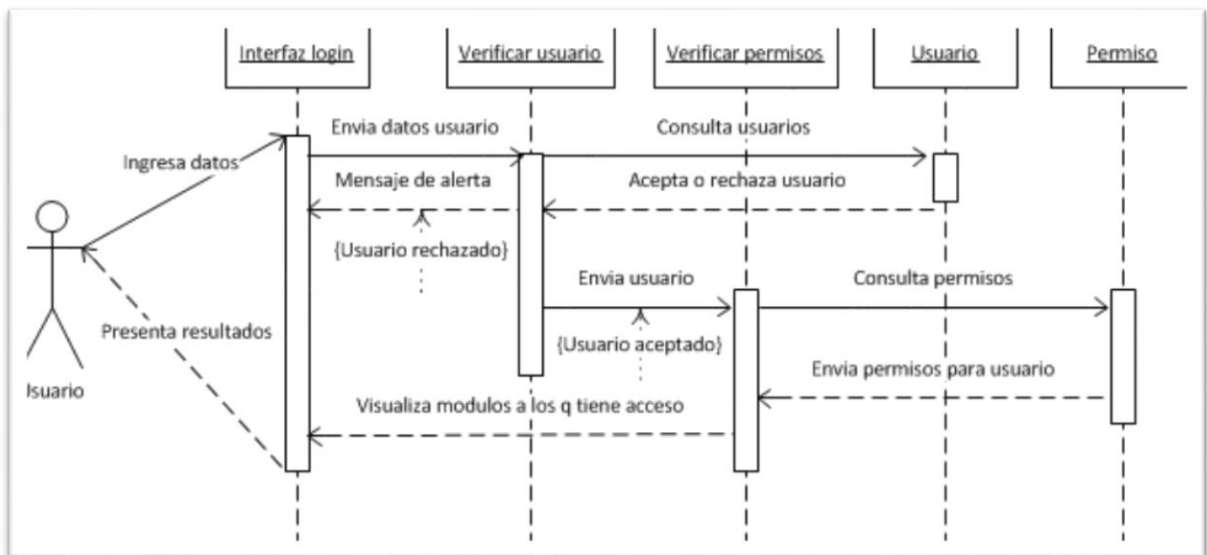 Interfaz login
Verificar usuario
Verificar permisos
Usuario
Permiso
Envia datos usuario
Consulta usuarios
Ingresa datos
Mensaje de alerta
Acepta o rechaza usuario
{Usuario rechazado}
Envia usuario
Consulta permisos
Presenta resultados
{Usuario aceptado}
Envia permisos para usuario
Usuario
Visualiza modulos a los q tiene acceso